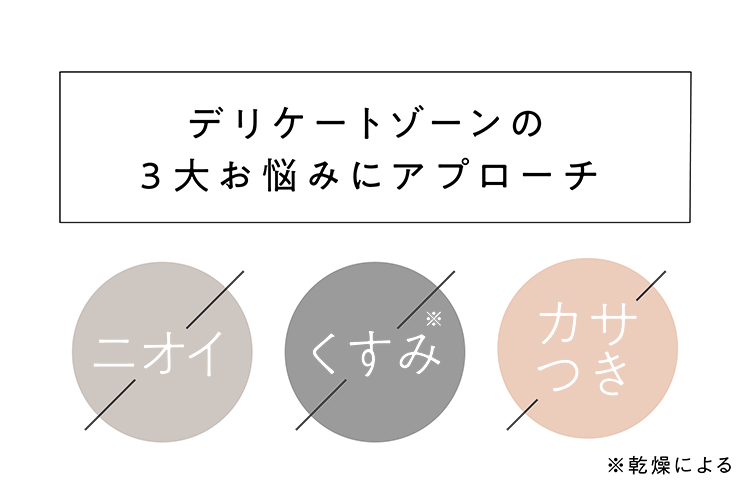 デリケートゾーンの
3大お悩みにアプローチ
ニオイ
くすみ※
カサ
つき
※乾燥による